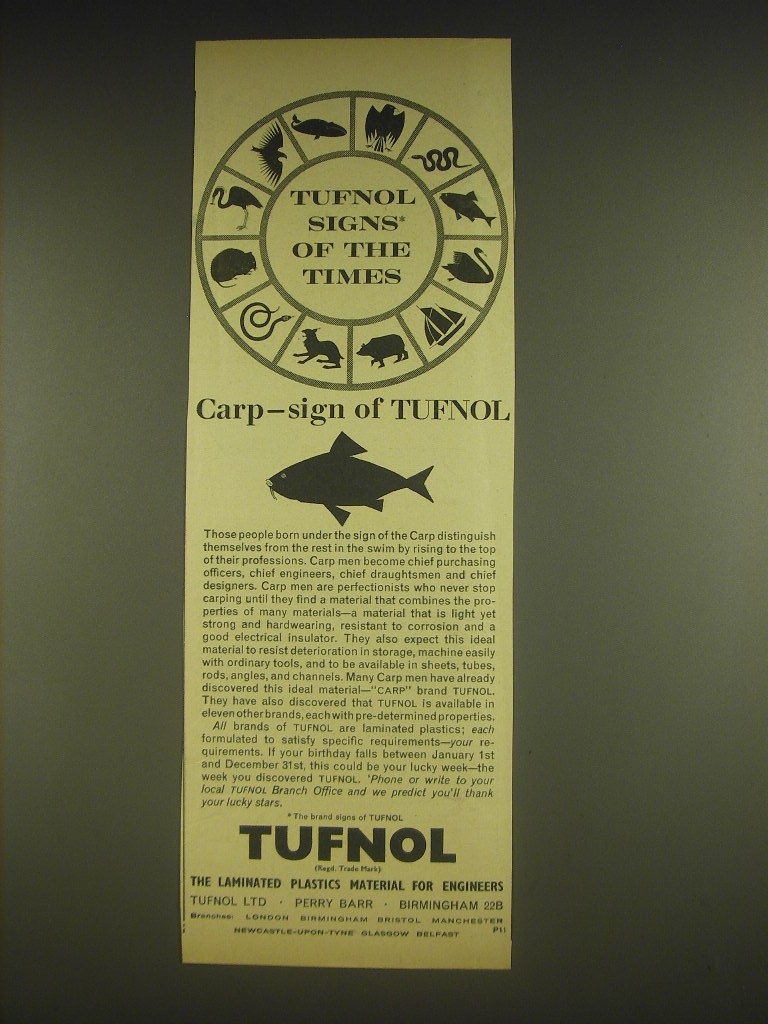 TUFNOL
SIGNS*
OF THE
TIMES
Carp–sign of TUFNOL
Those people born under the sign of the Carp distinguish
themselves from the rest in the swim by rising to the top
of their professions. Carp men become chief purchasing
officers, chief engineers, chief draughtsmen and chief
designers. Carp men are perfectionists who never stop
carping until they find a material that combines the pro-
perties of many materials—a material that is light yet
strong and hardwearing, resistant to corrosion and a
good electrical insulator. They also expect this ideal
material to resist deterioration in storage, machine easily
with ordinary tools, and to be available in sheets, tubes,
rods, angles, and channels. Many Carp men have already
discovered this ideal material—"CARP" brand TUFNOL.
They have also discovered that TUFNOL is available in
eleven other brands, each with pre-determined properties.
All brands of TUFNOL are laminated plastics; each
formulated to satisfy specific requirements—your re-
quirements. If your birthday falls between January 1st
and December 31st, this could be your lucky week—the
week you discovered TUFNOL. 'Phone or write to your
local TUFNOL Branch Office and we predict you'll thank
your lucky stars.
*The brand signs of TUFNOL
TUFNOL
(Regd. Trade Mark)
THE LAMINATED PLASTICS MATERIAL FOR ENGINEERS
TUFNOL LTD · PERRY BARR · BIRMINGHAM 22B
Branches: LONDON BIRMINGHAM BRISTOL MANCHESTER
NEWCASTLE-UPON-TYNE GLASGOW BELFAST